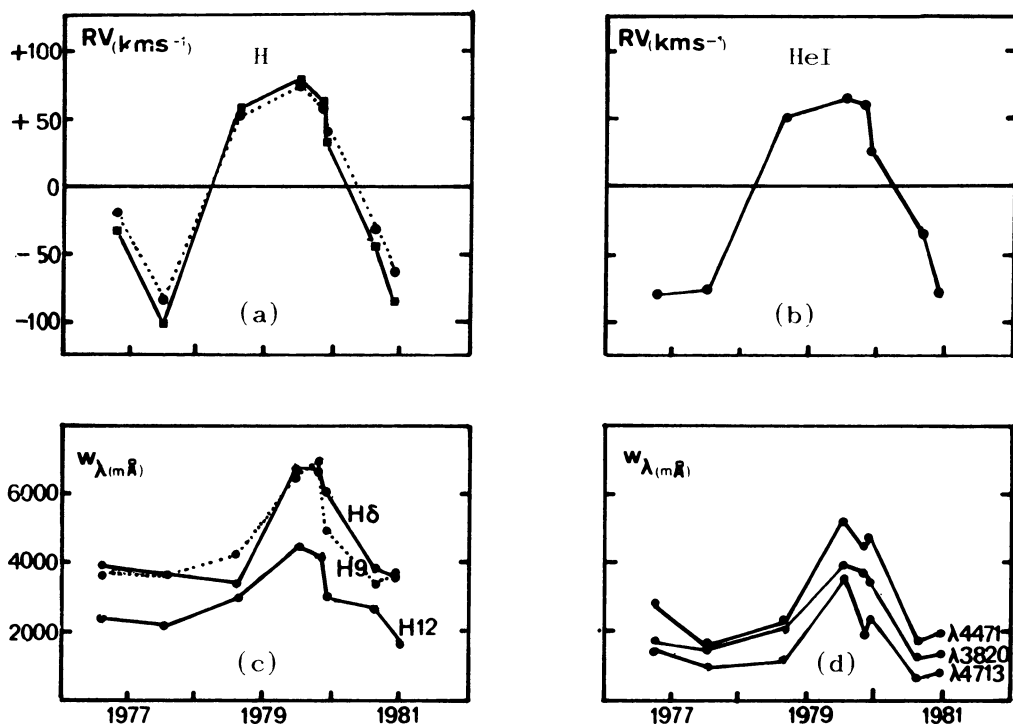 RV(kms⁻¹) H
+100
+ 50
0
- 50
-100
(a)
RV(kms⁻¹) HeI
(b)
Wλ(mÅ)
6000
4000
2000
Hδ
H9
H12
(c)
1977 1979 1981
Wλ(mÅ)
λ4471
λ3820
λ4713
(d)
1977 1979 1981